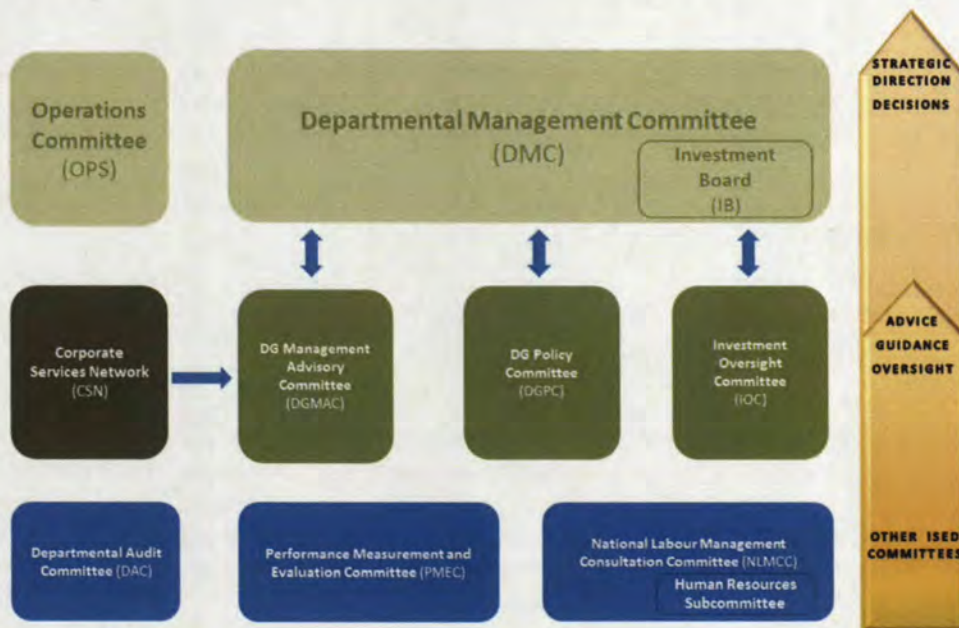 Operations
Committee
(OPS)
Departmental Management Committee
(DMC)
Investment
Board
(IB)
STRATEGIC
DIRECTION
DECISIONS
Corporate
Services Network
(CSN)
DG Management
Advisory
Committee
(DGMAC)
DG Policy
Committee
(DGPC)
Investment
Oversight
Committee
(IOC)
ADVICE
GUIDANCE
OVERSIGHT
Departmental Audit
Committee (DAC)
Performance Measurement and
Evaluation Committee (PMEC)
National Labour Management
Consultation Committee (NLMCC)
Human Resources
Subcommittee
OTHER ISED
COMMITTEES